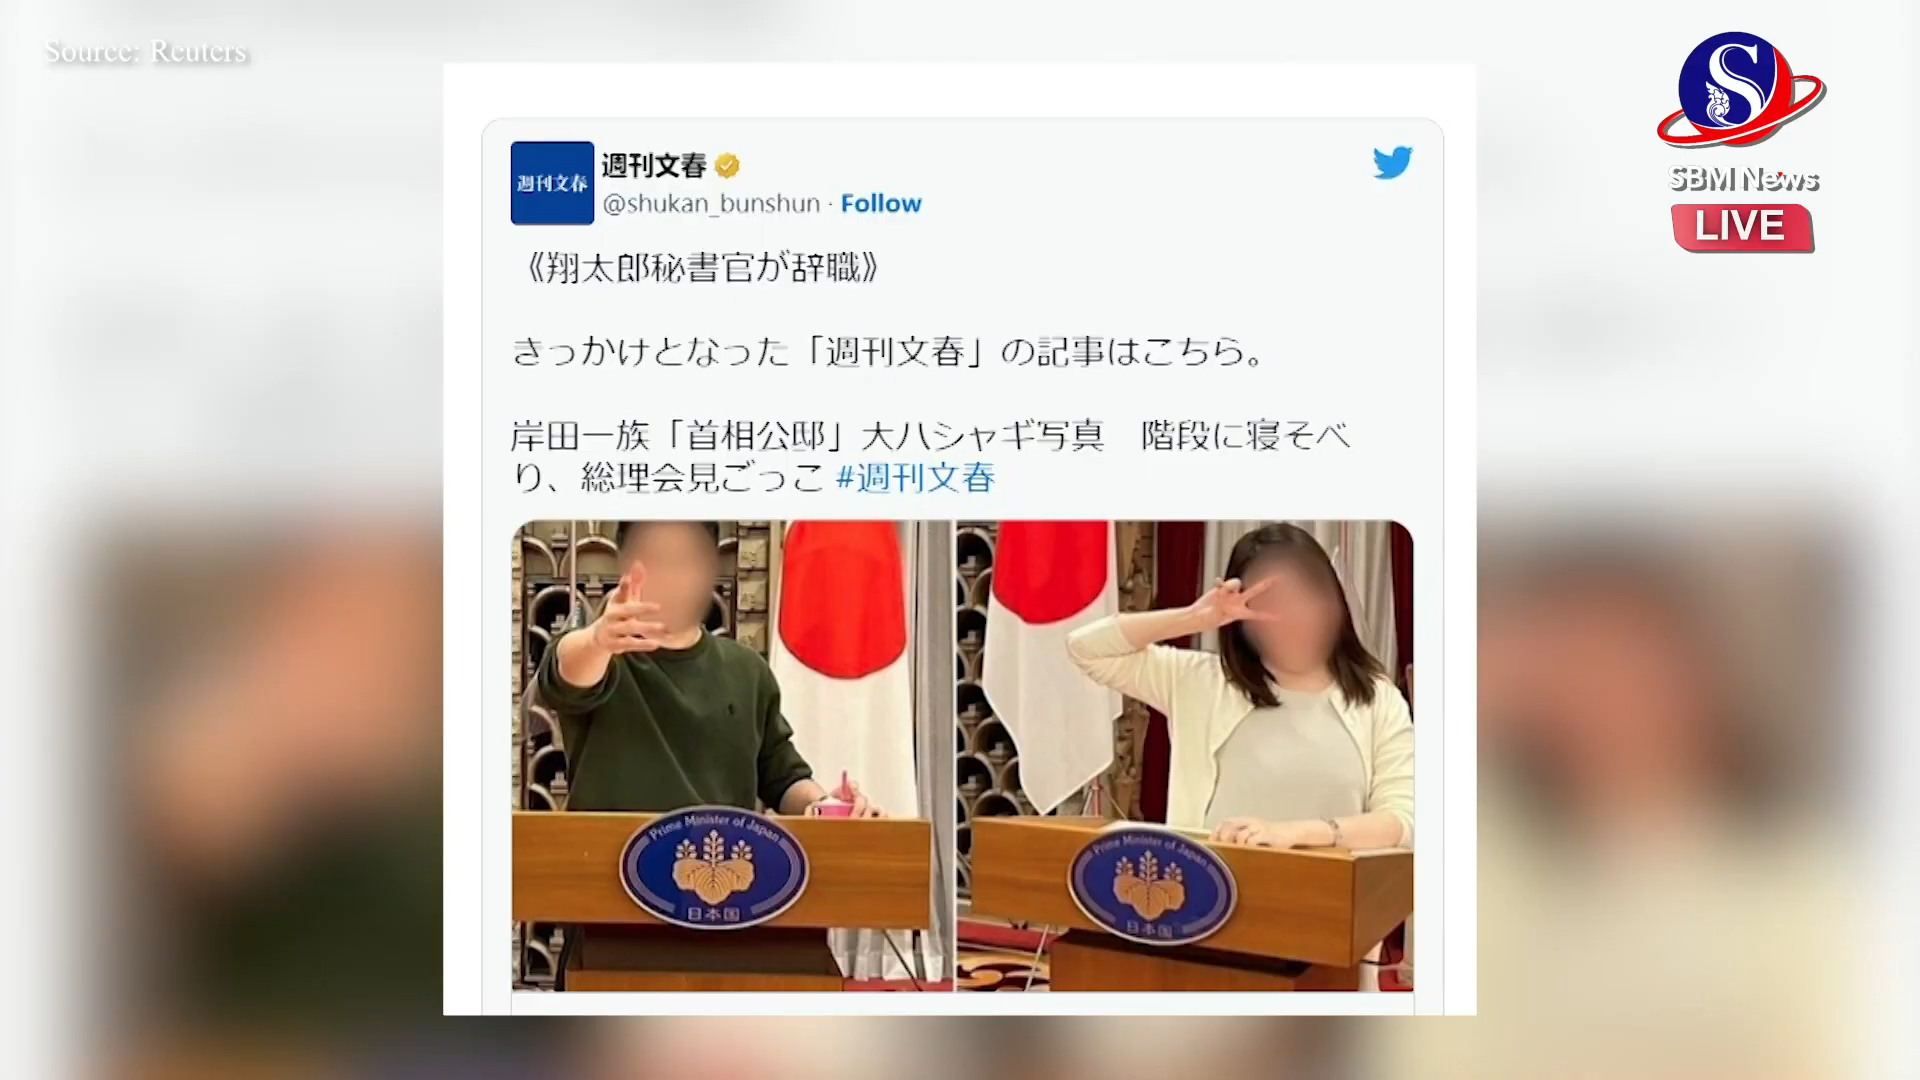 Source: Reuters
S
SBM News
LIVE
週刊文春
週刊文春
@shukan_bunshun · Follow
《翔太郎秘書官が辞職》
きっかけとなった「週刊文春」の記事はこちら。
岸田一族「首相公邸」大ハシャギ写真　階段に寝そべ
り、総理会見ごっこ #週刊文春
Prime Minister of Japan
日本国
Prime Minister of Japan
日本国